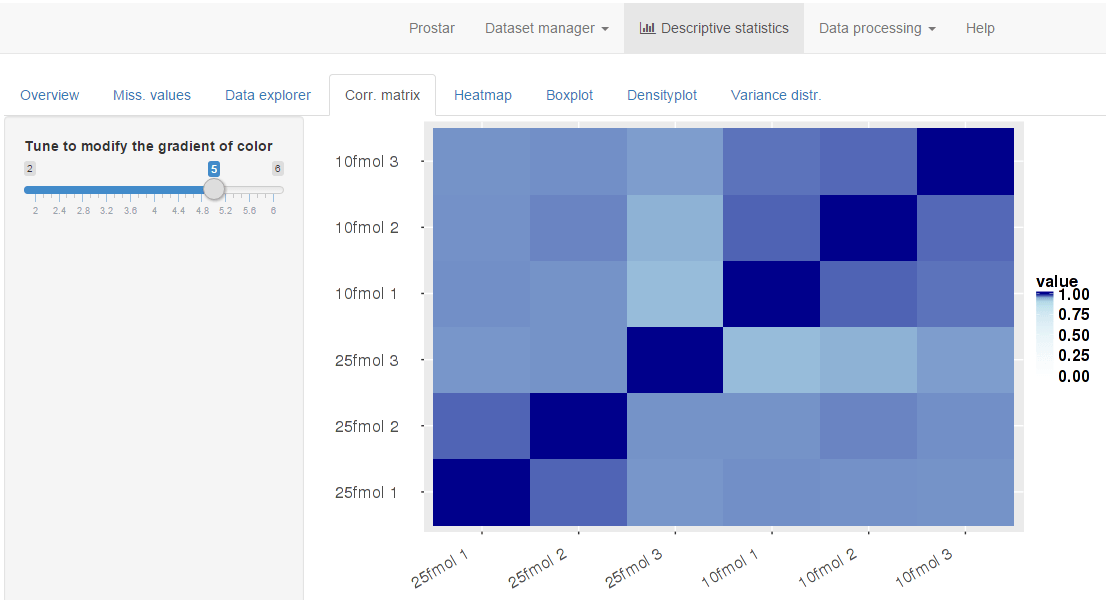 Prostar Dataset manager Descriptive statistics Data processing Help
Overview Miss. values Data explorer Corr. matrix Heatmap Boxplot Densityplot Variance distr.
Tune to modify the gradient of color
2 5 6
2 2.4 2.8 3.2 3.6 4 4.4 4.8 5.2 5.6 6
10fmol 3
10fmol 2
10fmol 1
25fmol 3
25fmol 2
25fmol 1
25fmol 1 25fmol 2 25fmol 3 10fmol 1 10fmol 2 10fmol 3
value
1.00
0.75
0.50
0.25
0.00